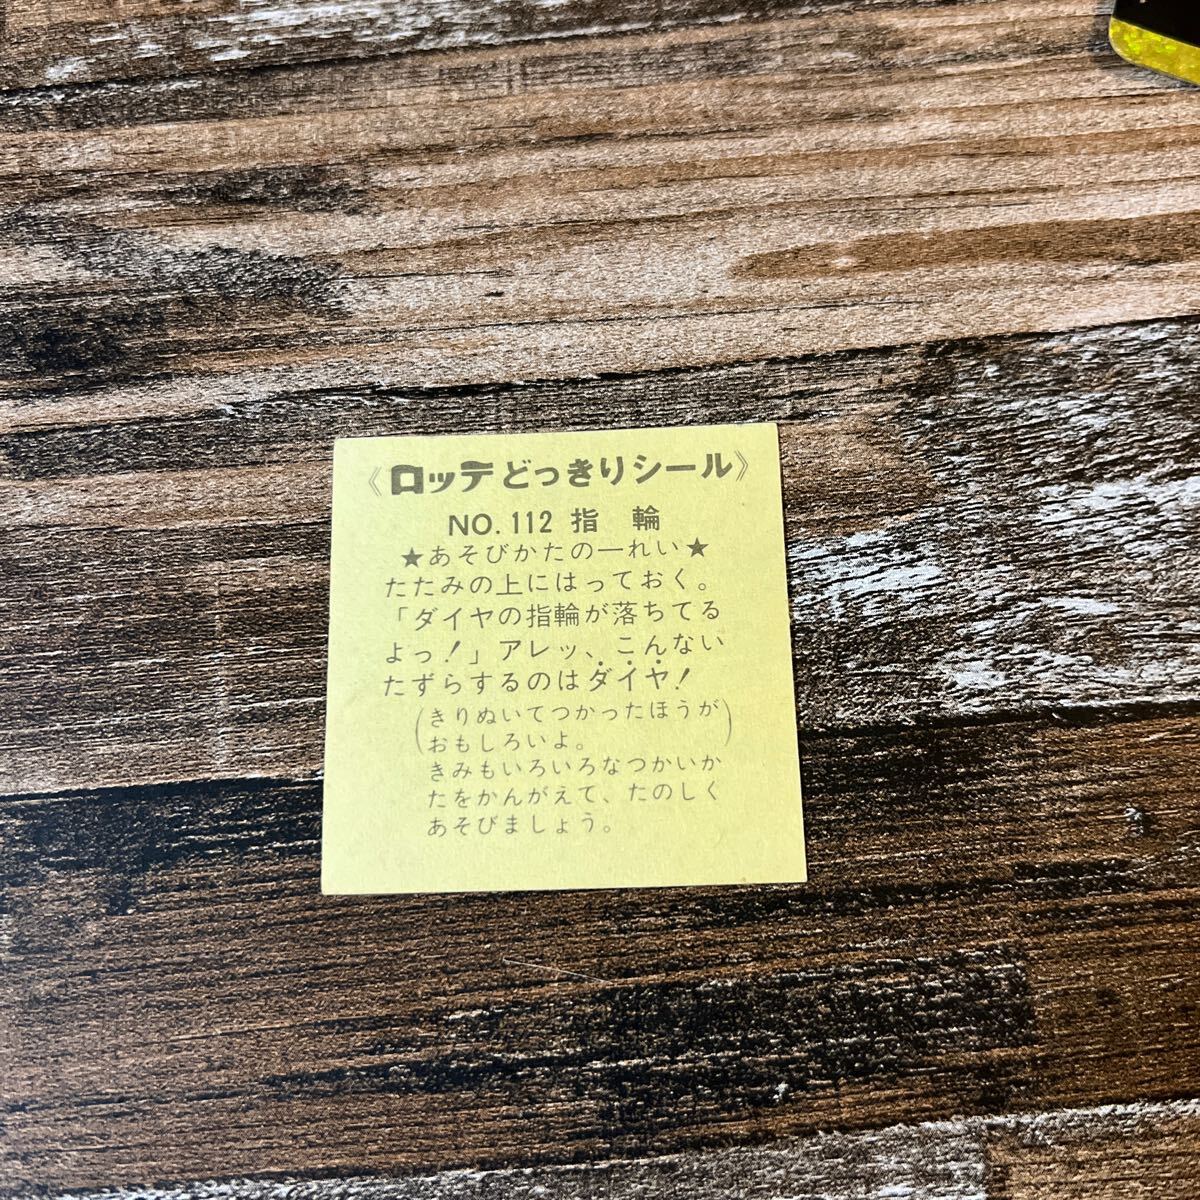 《ロッテどっきりシール》
NO. 112 指 輪
★あそびかたの一れい★
たたみの上にはっておく。
「ダイヤの指輪が落ちてる
よっ！」アレッ、こんない
たずらするのはダイヤ！
(きりぬいてつかったほうが
おもしろいよ。)
きみもいろいろなつかいか
たをかんがえて、たのしく
あそびましょう。